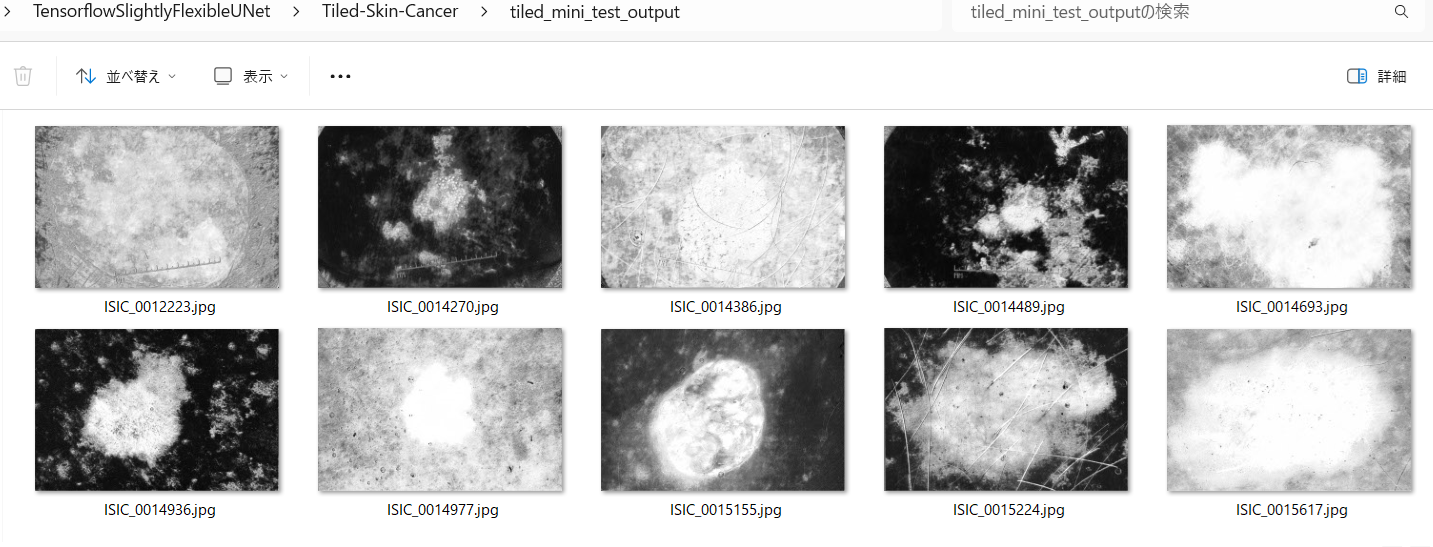 TensorflowSlightlyFlexibleUNet > Tiled-Skin-Cancer > tiled_mini_test_output
tiled_mini_test_outputの検索
並べ替え 表示 ••• 詳細
ISIC_0012223.jpg ISIC_0014270.jpg ISIC_0014386.jpg ISIC_0014489.jpg ISIC_0014693.jpg
ISIC_0014936.jpg ISIC_0014977.jpg ISIC_0015155.jpg ISIC_0015224.jpg ISIC_0015617.jpg